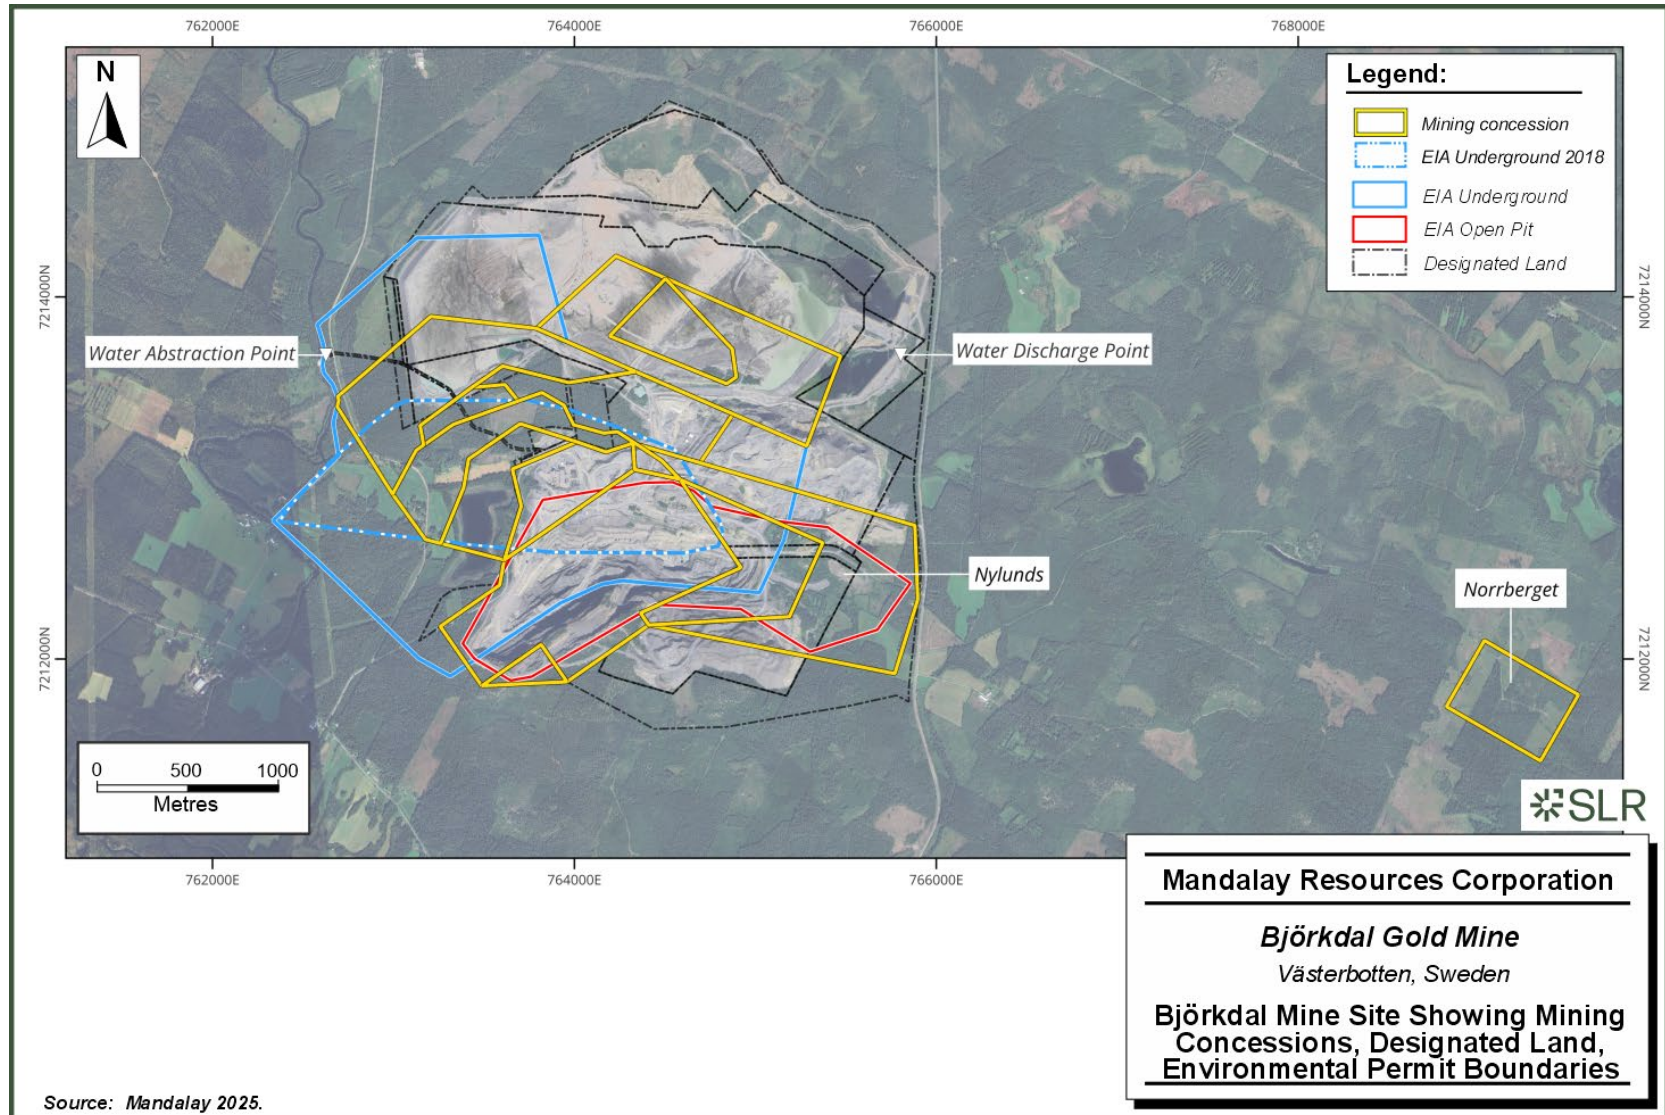 762000E
764000E
766000E
768000E
N
Legend:
Mining concession
EIA Underground 2018
EIA Underground
EIA Open Pit
Designated Land
7214000N
7214000N
Water Abstraction Point
Water Discharge Point
Nylunds
Norrberget
7212000N
7212000N
0 500 1000
Metres
SLR
762000E
764000E
766000E
Mandalay Resources Corporation
Björkdal Gold Mine
Västerbotten, Sweden
Björkdal Mine Site Showing Mining
Concessions, Designated Land,
Environmental Permit Boundaries
Source: Mandalay 2025.